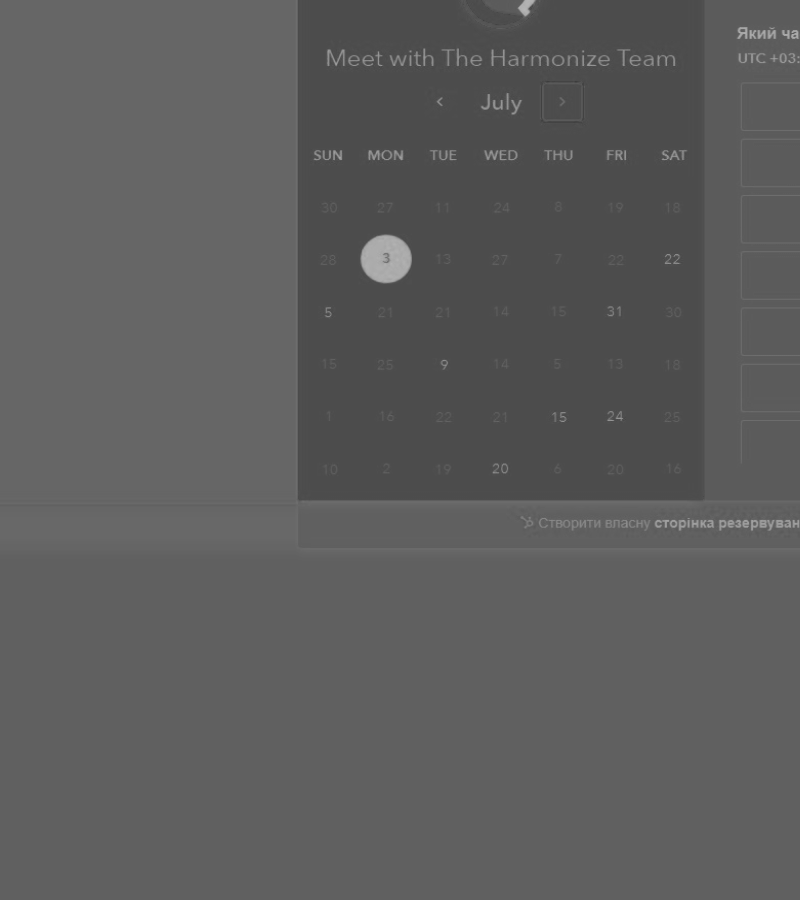 Який ча
Meet with The Harmonize Team
UTC +03:
July
SUN MON TUE WED THU FRI SAT
30 27 11 24 8 19 18
28 3 13 27 7 22 22
5 21 21 14 15 31 30
15 25 9 14 5 13 18
1 16 22 21 15 24 25
10 2 19 20 6 20 16
Створити власну сторінка резервуван